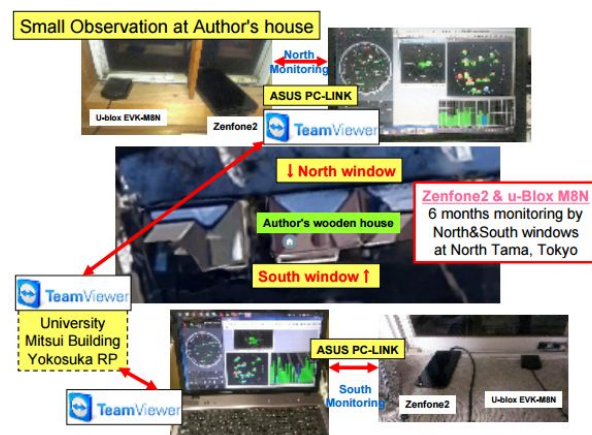 Small Observation at Author's house
North
Monitoring
U-blox EVK-M8N
Zenfone2
ASUS PC-LINK
TeamViewer
↓ North window
Author's wooden house
South window ↑
Zenfone2 & u-Blox M8N
6 months monitoring by
North&South windows
at North Tama, Tokyo
TeamViewer
University
Mitsui Building
Yokosuka RP
TeamViewer
ASUS PC-LINK
South
Monitoring
Zenfone2
U-blox EVK-M8N